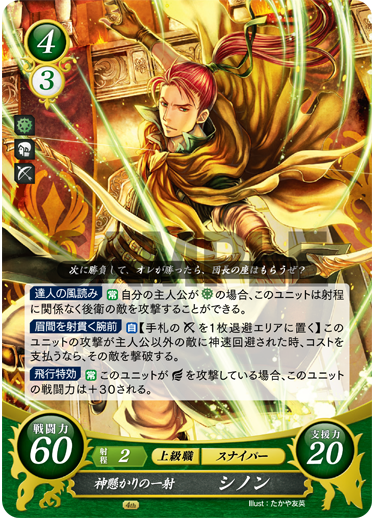 4
3
SAMPLE
次に勝負して、オレが勝ったら、団長の座はもらうぜ？
達人の風読み 常 自分の主人公が の場合、このユニットは射程
に関係なく後衛の敵を攻撃することができる。
眉間を射貫く腕前 自 【手札の を1枚退避エリアに置く】この
ユニットの攻撃が主人公以外の敵に神速回避された時、コストを
支払うなら、その敵を撃破する。
飛行特効 常 このユニットが を攻撃している場合、このユニット
の戦闘力は＋30される。
戦闘力
60
射程 2
上級職
スナイパー
支援力
20
神懸かりの一射 シノン
4th
Illust：たかや友英